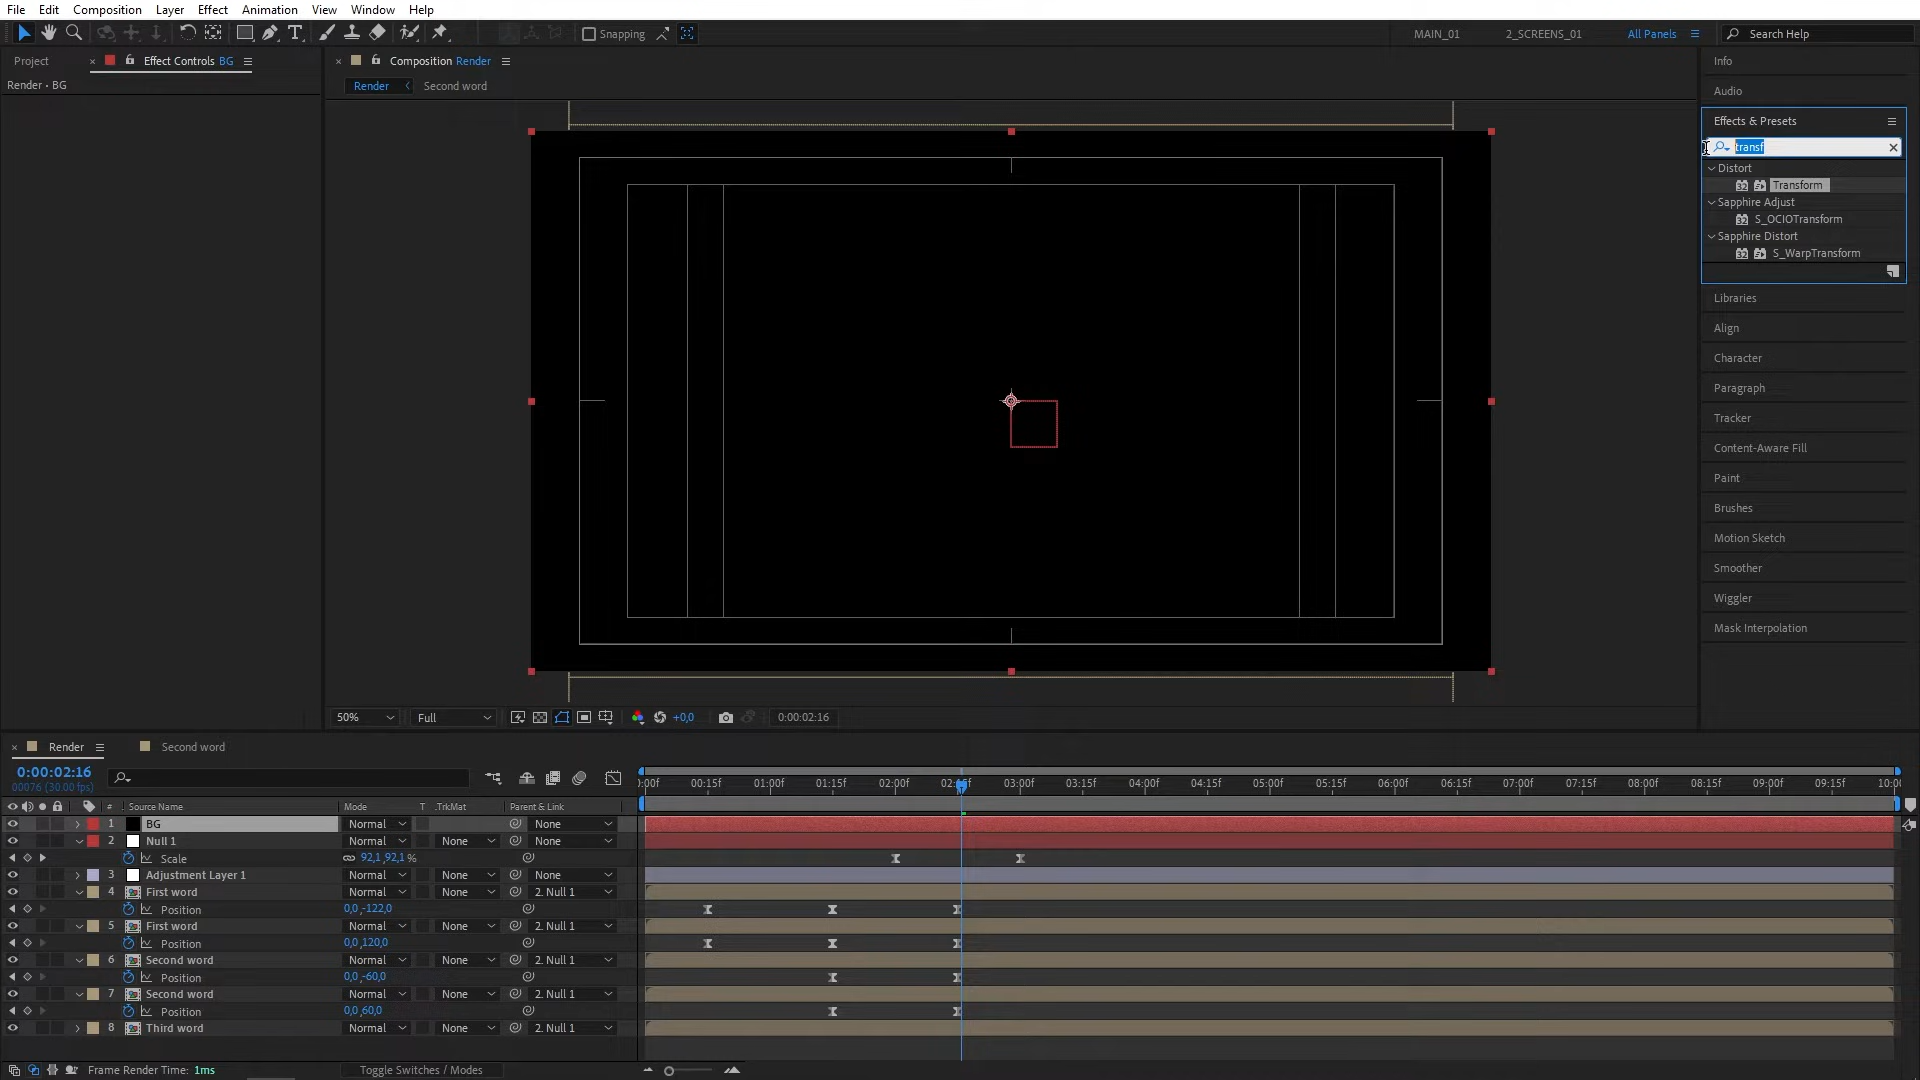 File Edit Composition Layer Effect Animation View Window Help
Snapping
MAIN_01 2_SCREENS_01 All Panels Search Help
Project Effect Controls BG
Render • BG
Composition Render
Render Second word
Info
Audio
Effects & Presets
transf
Distort
Transform
Sapphire Adjust
S_OCIOTransform
Sapphire Distort
S_WarpTransform
Libraries
Align
Character
Paragraph
Tracker
Content-Aware Fill
Paint
Brushes
Motion Sketch
Smoother
Wiggler
Mask Interpolation
50% Full +0,0 0:00:02:16
Render Second word
0:00:02:16
00076 (30.00 fps)
:00f 00:15f 01:00f 01:15f 02:00f 02:15f 03:00f 03:15f 04:00f 04:15f 05:00f 05:15f 06:00f 06:15f 07:00f 07:15f 08:00f 08:15f 09:00f 09:15f 10:00
# Source Name Mode T .TrkMat Parent & Link
1 BG Normal None
2 Null 1 Normal None None
Scale 92,1,92,1 %
3 Adjustment Layer 1 Normal None None
4 First word Normal None 2. Null 1
Position 0,0,-122,0
5 First word Normal None 2. Null 1
Position 0,0,120,0
6 Second word Normal None 2. Null 1
Position 0,0,-60,0
7 Second word Normal None 2. Null 1
Position 0,0,60,0
8 Third word Normal None 2. Null 1
Frame Render Time: 1ms Toggle Switches / Modes